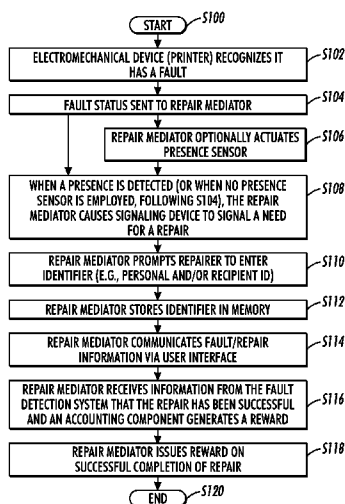 START
S100
ELECTROMECHANICAL DEVICE (PRINTER) RECOGNIZES IT
HAS A FAULT
S102
FAULT STATUS SENT TO REPAIR MEDIATOR
S104
REPAIR MEDIATOR OPTIONALLY ACTUATES
PRESENCE SENSOR
S106
WHEN A PRESENCE IS DETECTED (OR WHEN NO PRESENCE
SENSOR IS EMPLOYED, FOLLOWING S104), THE REPAIR
MEDIATOR CAUSES SIGNALING DEVICE TO SIGNAL A NEED
FOR A REPAIR
S108
REPAIR MEDIATOR PROMPTS REPAIRER TO ENTER
IDENTIFIER (E.G., PERSONAL AND/OR RECIPIENT ID)
S110
REPAIR MEDIATOR STORES IDENTIFIER IN MEMORY
S112
REPAIR MEDIATOR COMMUNICATES FAULT/REPAIR
INFORMATION VIA USER INTERFACE
S114
REPAIR MEDIATOR RECEIVES INFORMATION FROM THE FAULT
DETECTION SYSTEM THAT THE REPAIR HAS BEEN SUCCESSFUL
AND AN ACCOUNTING COMPONENT GENERATES A REWARD
S116
REPAIR MEDIATOR ISSUES REWARD ON
SUCCESSFUL COMPLETION OF REPAIR
S118
END
S120